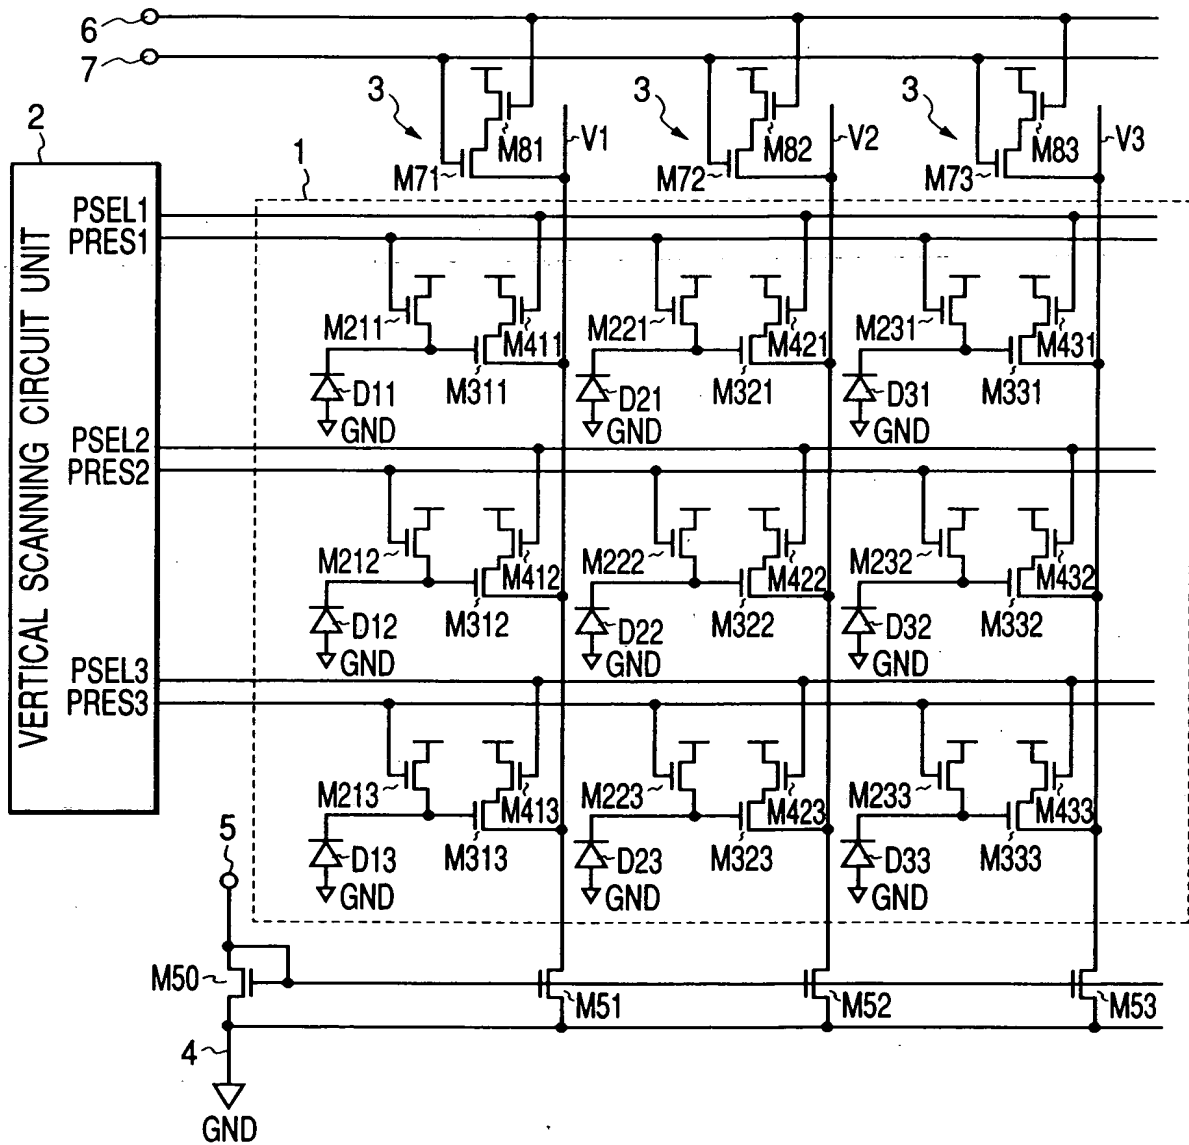 6
7
3
3
3
2
1
M81
V1
M82
V2
M83
V3
M71
M72
M73
VERTICAL SCANNING CIRCUIT UNIT
PSEL1
PRES1
M211
M411
M221
M421
M231
M431
D11
M311
D21
M321
D31
M331
GND
GND
GND
PSEL2
PRES2
M212
M412
M222
M422
M232
M432
D12
M312
D22
M322
D32
M332
GND
GND
GND
PSEL3
PRES3
M213
M413
M223
M423
M233
M433
D13
M313
D23
M323
D33
M333
GND
GND
GND
5
M50
M51
M52
M53
4
GND